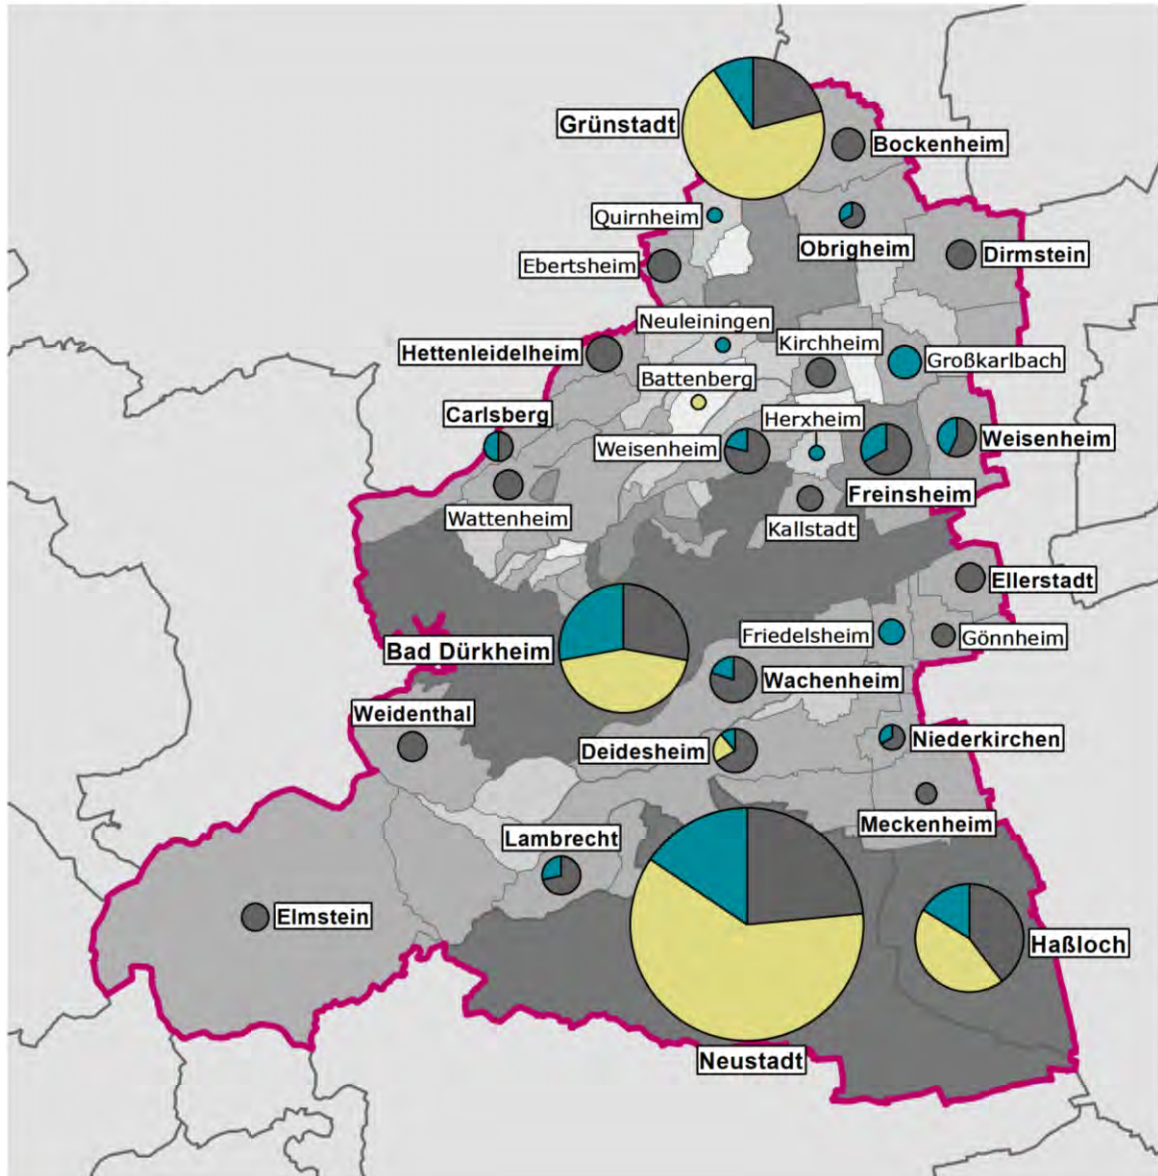 Grünstadt
Bockenheim
Quirnheim
Obrigheim
Dirmstein
Ebertsheim
Neuleiningen
Kirchheim
Hettenleidelheim
Großkarlbach
Battenberg
Carlsberg
Herxheim
Weisenheim
Weisenheim
Freinsheim
Wattenheim
Kallstadt
Ellerstadt
Friedelsheim
Gönnheim
Bad Dürkheim
Wachenheim
Weidenthal
Niederkirchen
Deidesheim
Meckenheim
Lambrecht
Elmstein
Haßloch
Neustadt